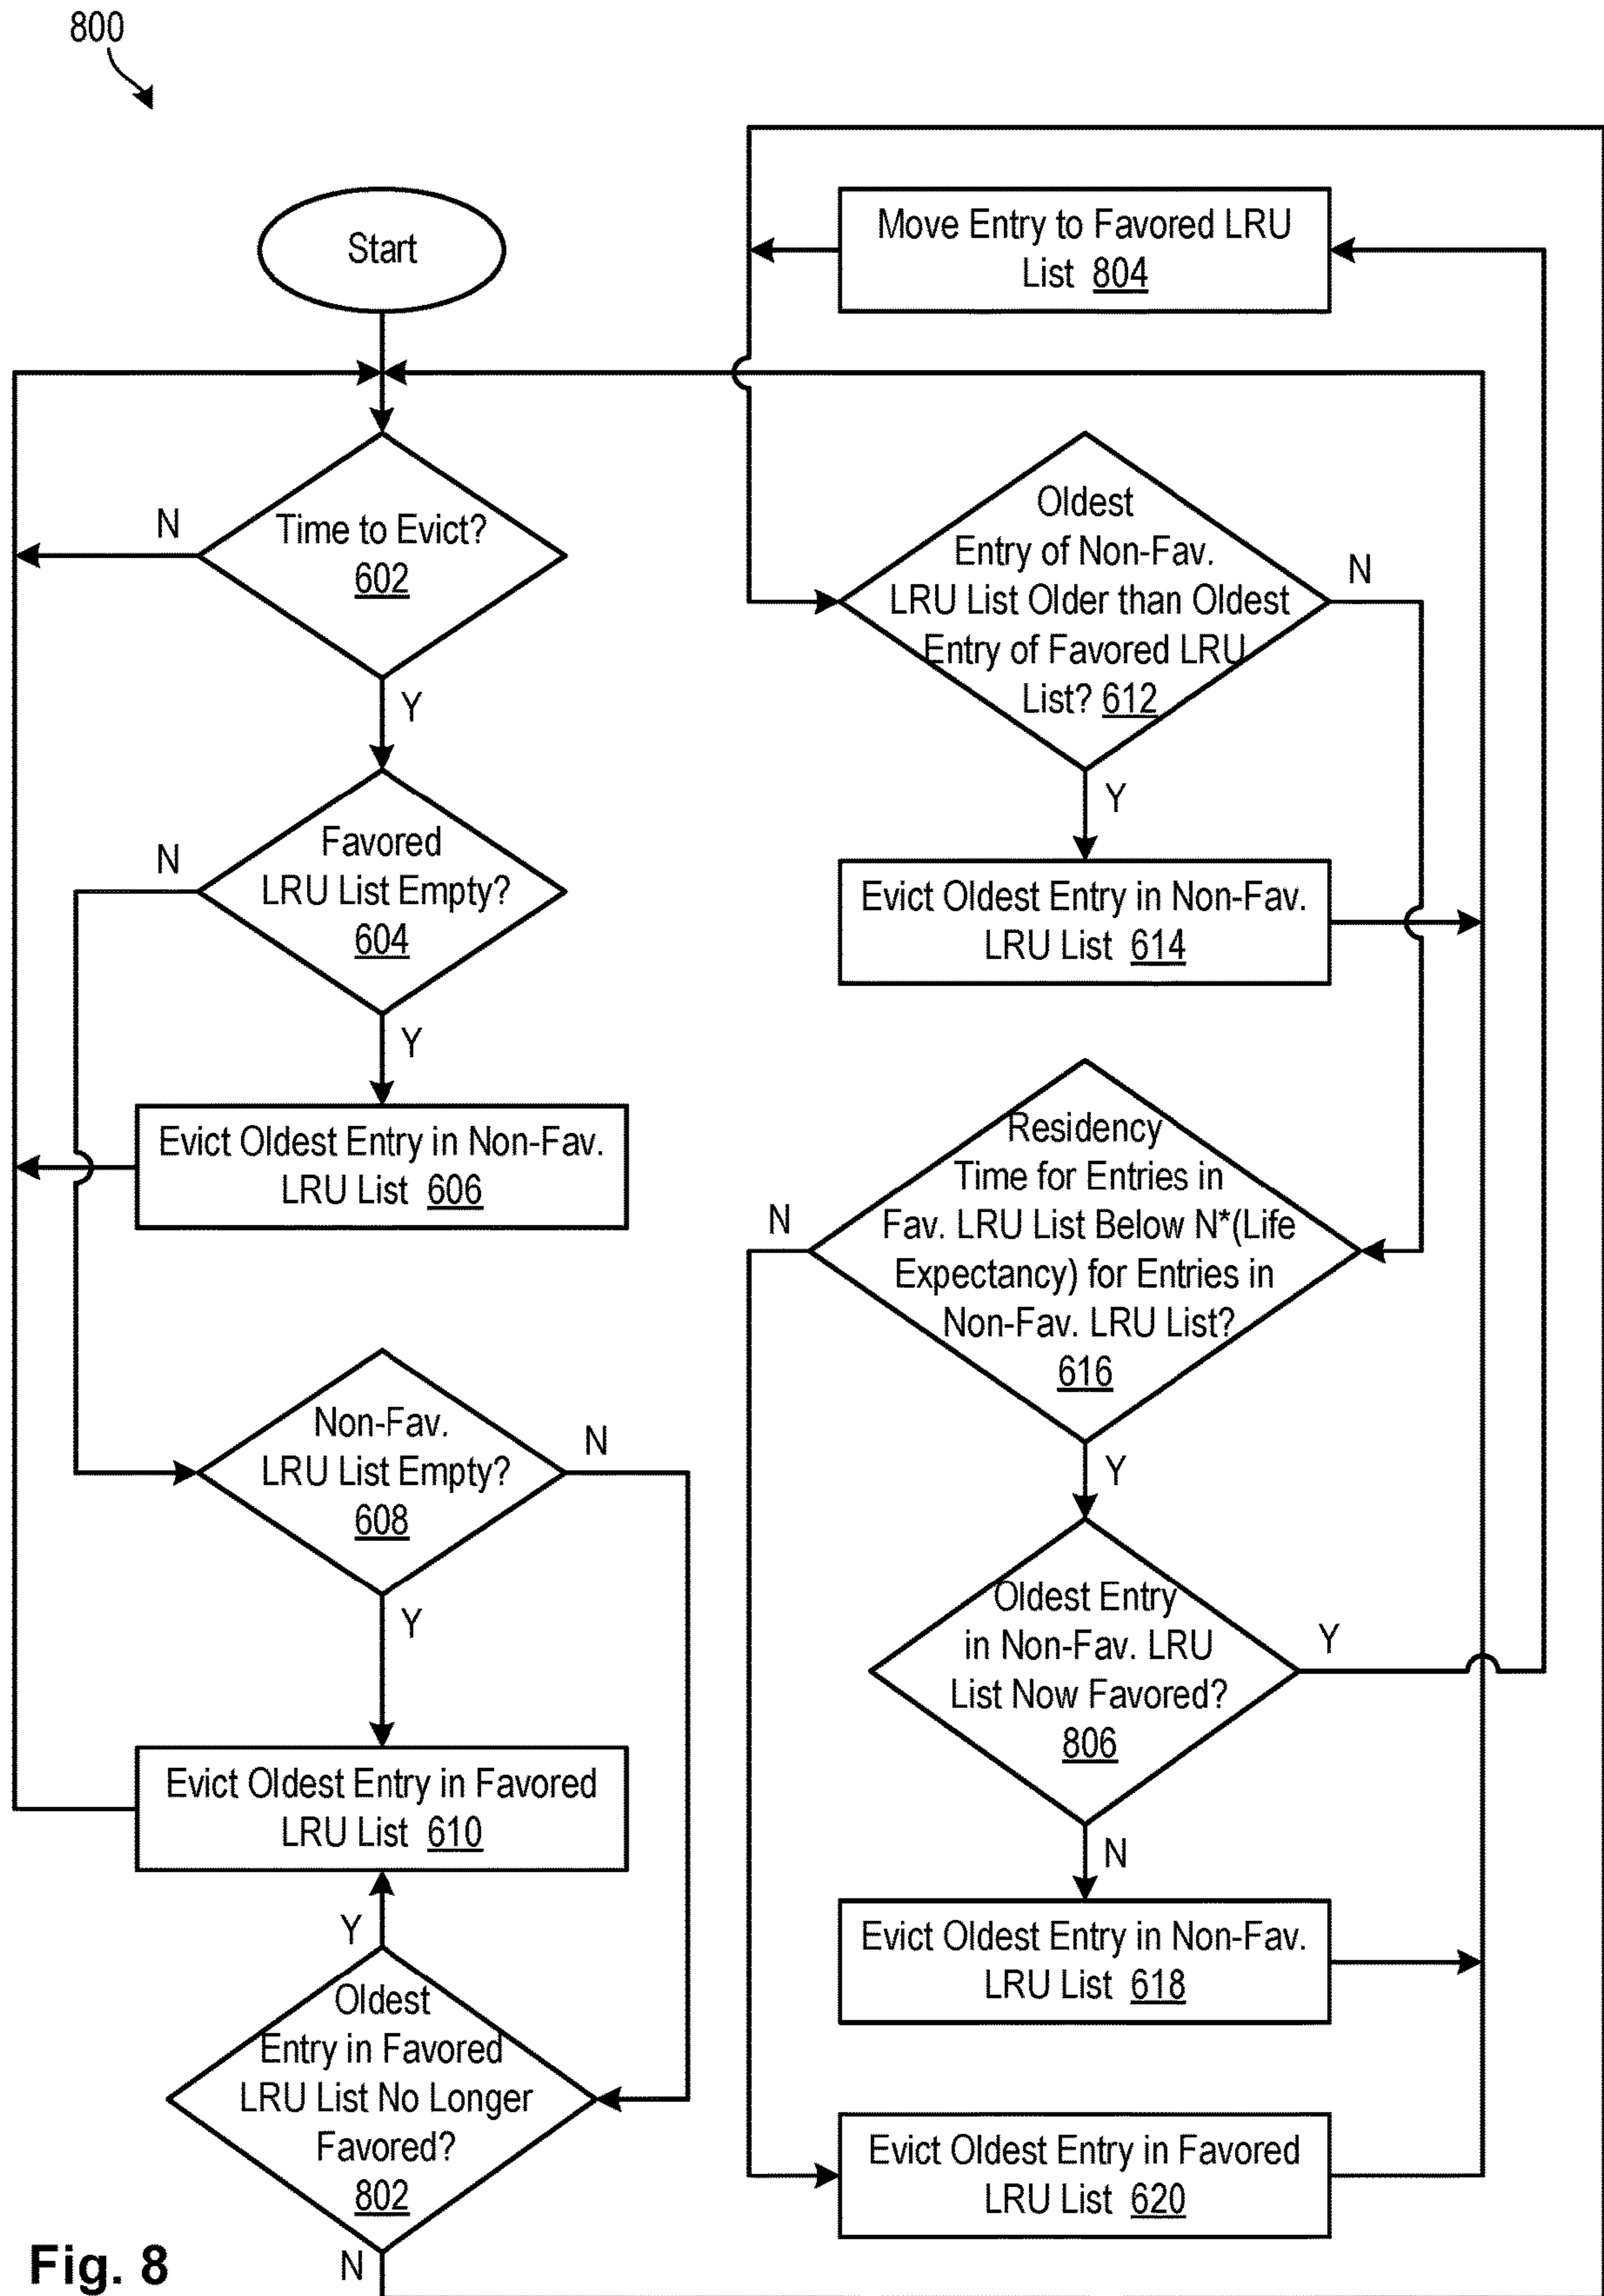 800
Start
N
Time to Evict?
602
Y
N
Favored
LRU List Empty?
604
Y
Evict Oldest Entry in Non-Fav.
LRU List 606
Non-Fav.
LRU List Empty?
608
N
Y
Evict Oldest Entry in Favored
LRU List 610
Y
Oldest
Entry in Favored
LRU List No Longer
Favored?
802
N
Move Entry to Favored LRU
List 804
Oldest
Entry of Non-Fav.
LRU List Older than Oldest
Entry of Favored LRU
List? 612
N
Y
Evict Oldest Entry in Non-Fav.
LRU List 614
Residency
Time for Entries in
Fav. LRU List Below N*(Life
Expectancy) for Entries in
Non-Fav. LRU List?
616
N
Y
Oldest Entry
in Non-Fav. LRU
List Now Favored?
806
Y
N
Evict Oldest Entry in Non-Fav.
LRU List 618
Evict Oldest Entry in Favored
LRU List 620
Fig. 8